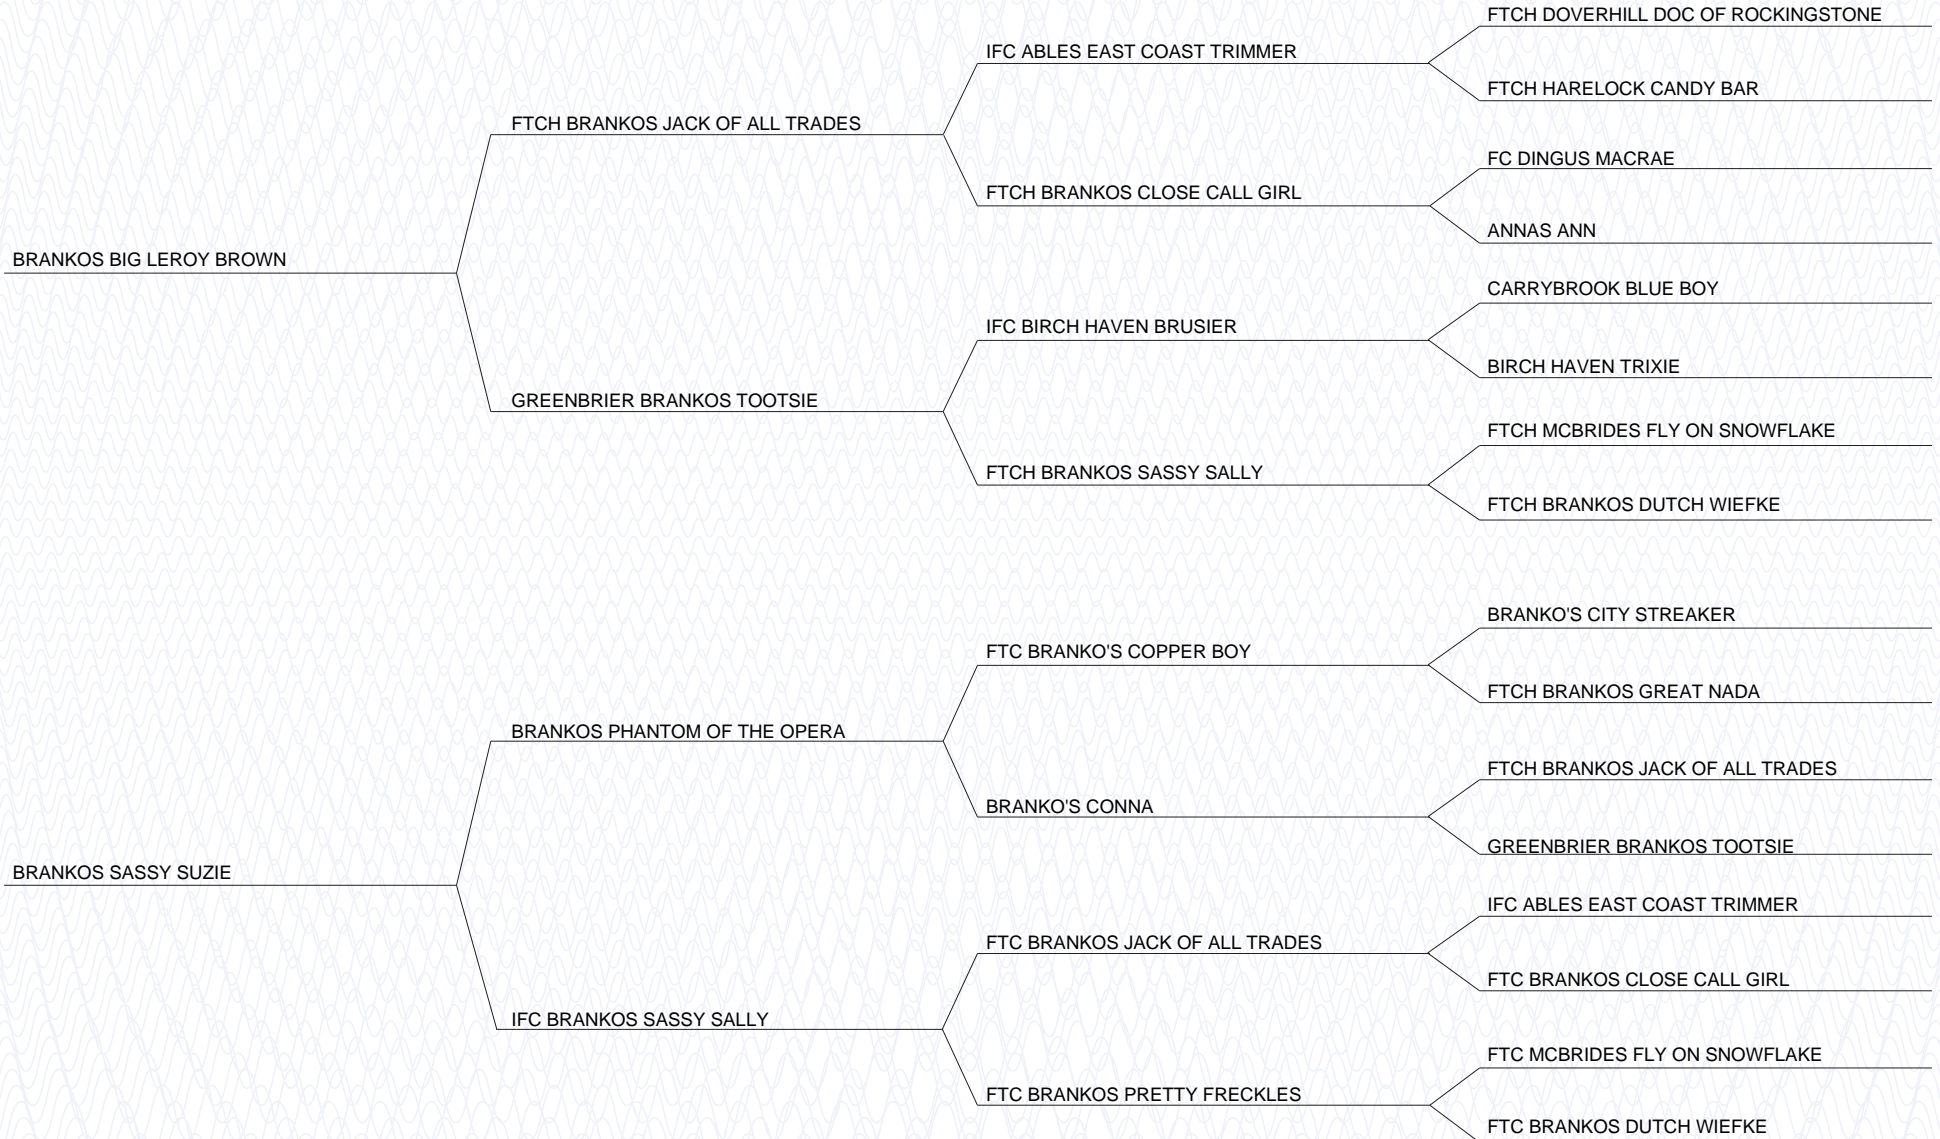 FTCH DOVERHILL DOC OF ROCKINGSTONE
IFC ABLES EAST COAST TRIMMER
FTCH HARELOCK CANDY BAR
FTCH BRANKOS JACK OF ALL TRADES
FC DINGUS MACRAE
FTCH BRANKOS CLOSE CALL GIRL
ANNAS ANN
BRANKOS BIG LEROY BROWN
CARRYBROOK BLUE BOY
IFC BIRCH HAVEN BRUSIER
BIRCH HAVEN TRIXIE
GREENBRIER BRANKOS TOOTSIE
FTCH MCBRIDES FLY ON SNOWFLAKE
FTCH BRANKOS SASSY SALLY
FTCH BRANKOS DUTCH WIEFKE
BRANKO'S CITY STREAKER
FTC BRANKO'S COPPER BOY
FTCH BRANKOS GREAT NADA
BRANKOS PHANTOM OF THE OPERA
FTCH BRANKOS JACK OF ALL TRADES
BRANKO'S CONNA
GREENBRIER BRANKOS TOOTSIE
BRANKOS SASSY SUZIE
IFC ABLES EAST COAST TRIMMER
FTC BRANKOS JACK OF ALL TRADES
FTC BRANKOS CLOSE CALL GIRL
IFC BRANKOS SASSY SALLY
FTC MCBRIDES FLY ON SNOWFLAKE
FTC BRANKOS PRETTY FRECKLES
FTC BRANKOS DUTCH WIEFKE